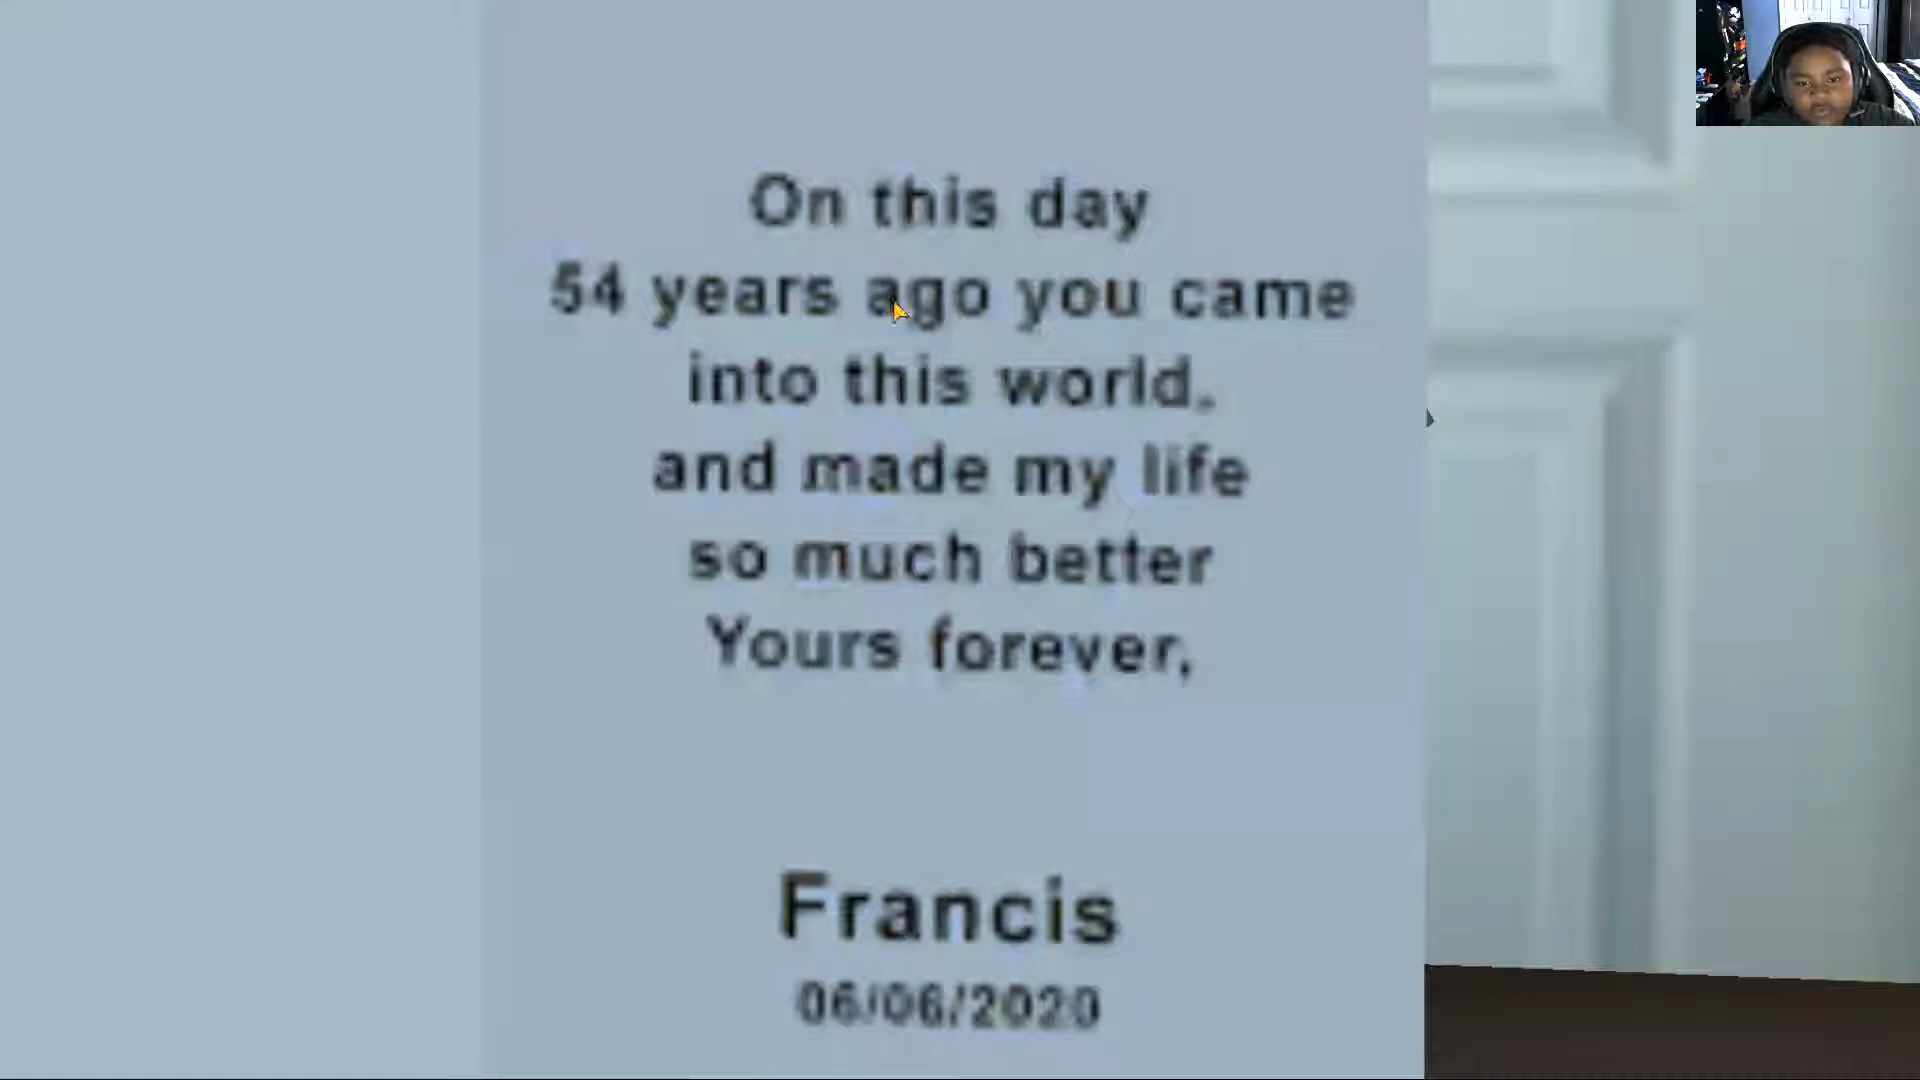 On this day
54 years ago you came
into this world.
and made my life
so much better
Yours forever,
Francis
06/06/2020